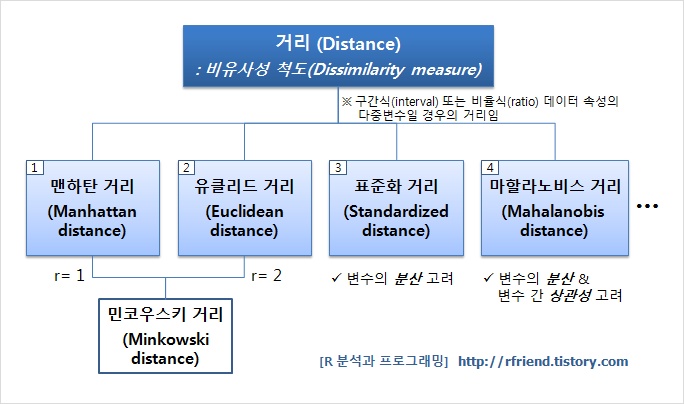 거리 (Distance)
: 비유사성 척도(Dissimilarity measure)
※ 구간식(interval) 또는 비율식(ratio) 데이터 속성의
다중변수일 경우의 거리임
1
맨하탄 거리
(Manhattan
distance)
2
유클리드 거리
(Euclidean
distance)
3
표준화 거리
(Standardized
distance)
4
마할라노비스 거리
(Mahalanobis
distance)
•••
r= 1
r= 2
✓ 변수의 분산 고려
✓ 변수의 분산 &
변수 간 상관성 고려
민코우스키 거리
(Minkowski
distance)
[R 분석과 프로그래밍] http://rfriend.tistory.com